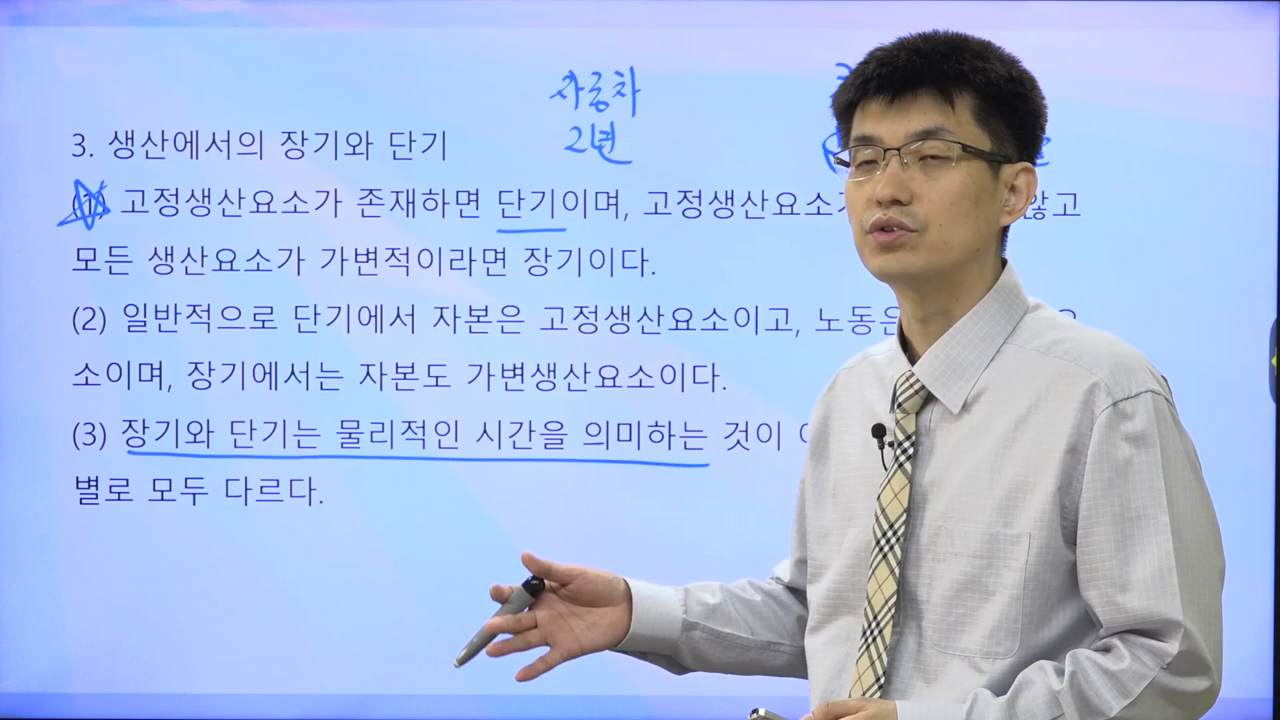 자동차
2년
3. 생산에서의 장기와 단기
(1) 고정생산요소가 존재하면 단기이며, 고정생산요소 않고
모든 생산요소가 가변적이라면 장기이다.
(2) 일반적으로 단기에서 자본은 고정생산요소이고, 노동은
소이며, 장기에서는 자본도 가변생산요소이다.
(3) 장기와 단기는 물리적인 시간을 의미하는 것이
별로 모두 다르다.